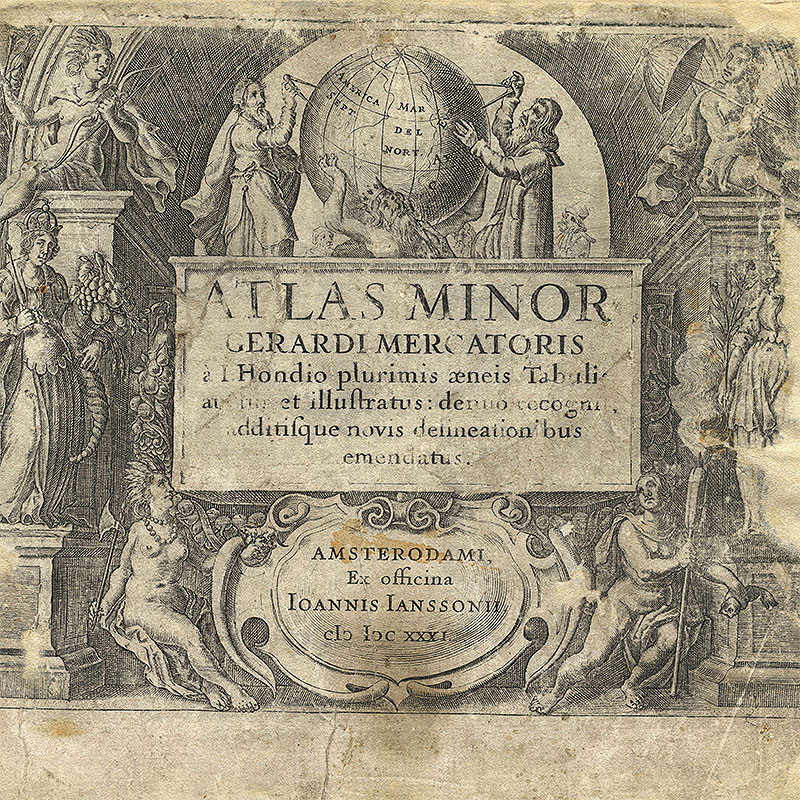 AMERICA
SEPT.
MAR
DEL
NORT.
ATLAS MINOR
GERARDI MERCATORIS
à I Hondio plurimis æneis Tabulis
auctus et illuſtratus: denuo recognit,
additiſque novis delineationibus
emendatus.
AMSTERODAMI,
Ex officina
IOANNIS IANSSONII,
cIↄ Iↄc XXXI.